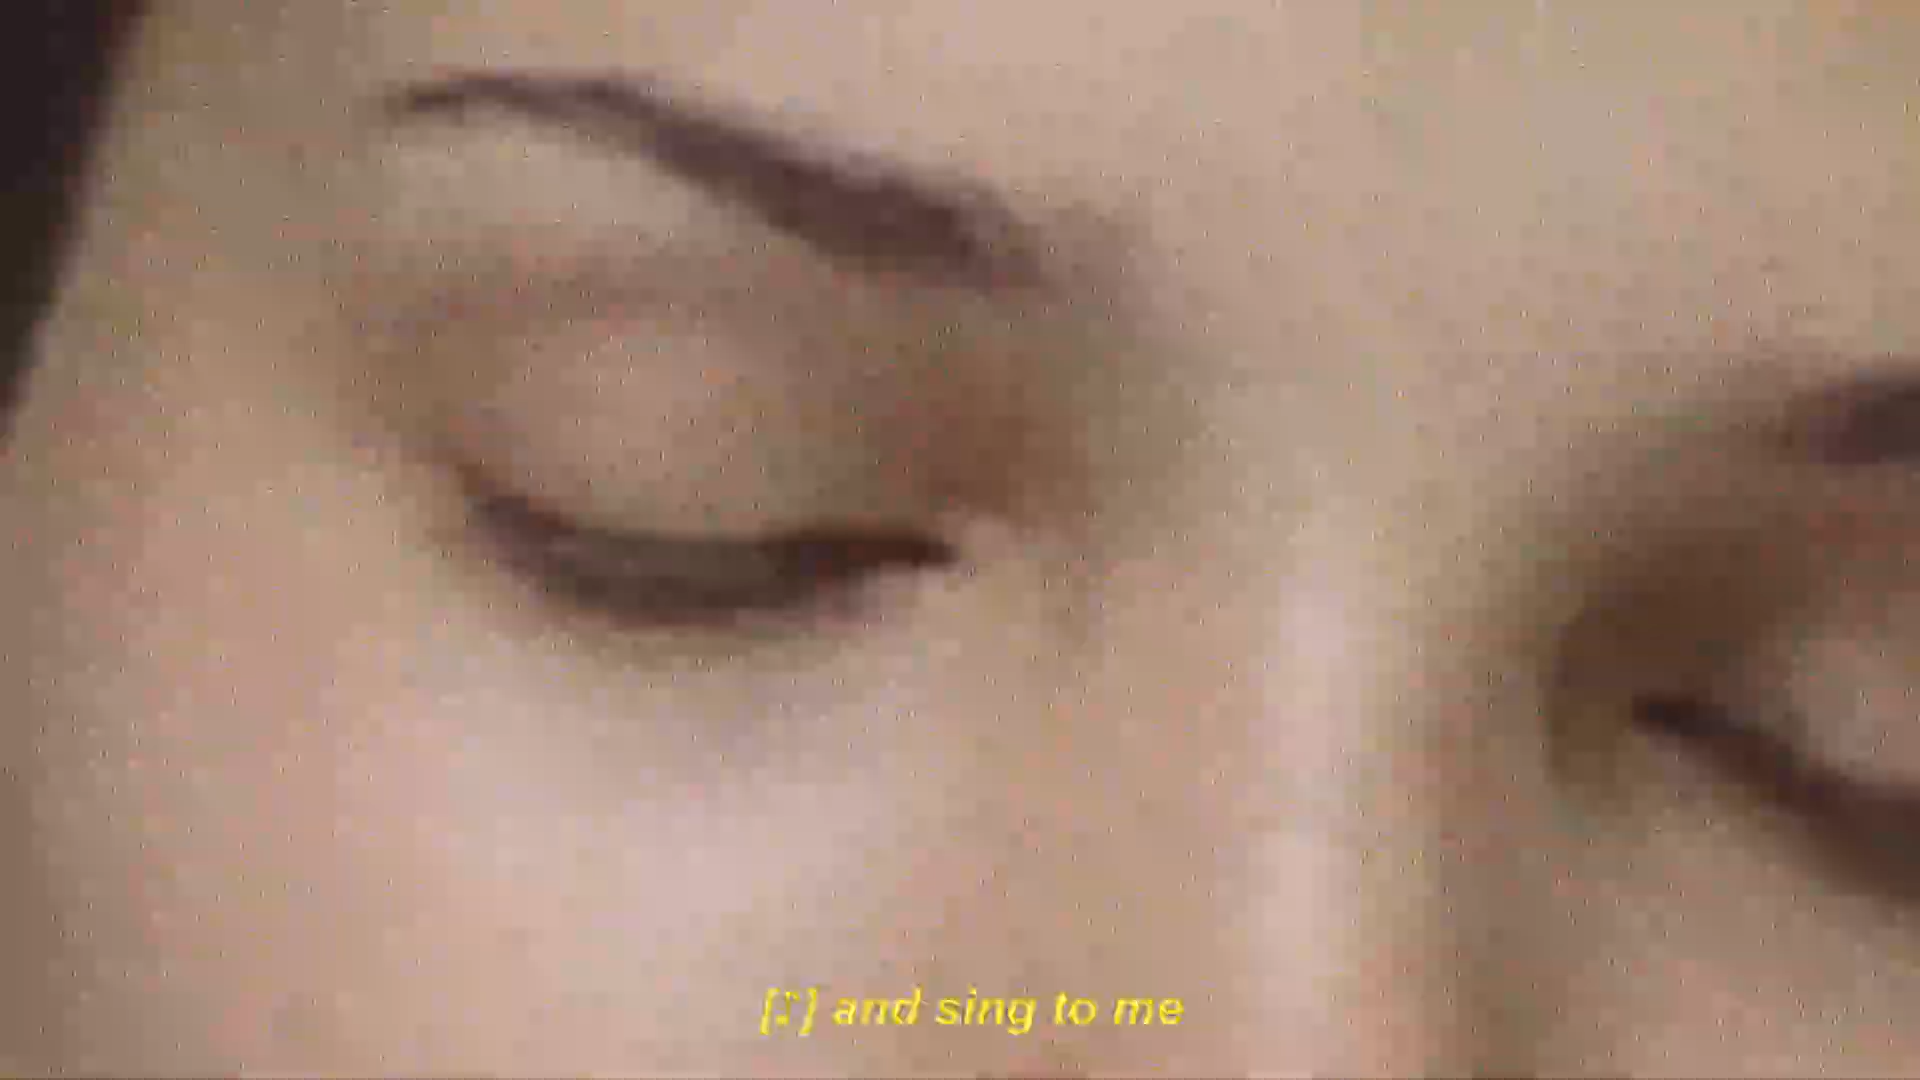 [♪] and sing to me